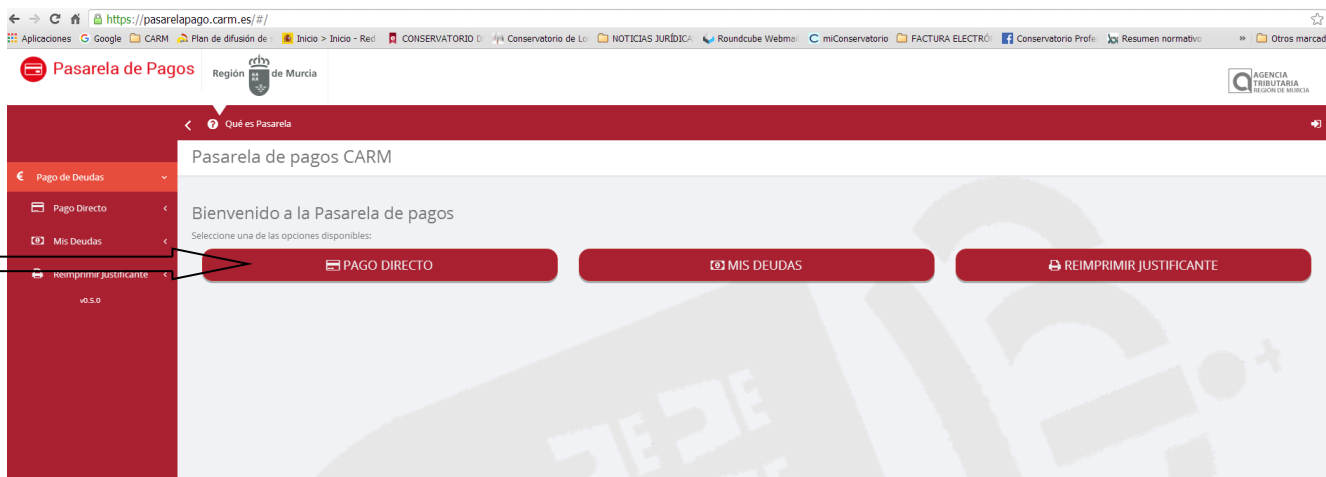 https://pasarelapago.carm.es/#/
Aplicaciones Google CARM Plan de difusión de Inicio > Inicio - Red CONSERVATORIO D Conservatorio de Lo NOTICIAS JURÍDICA Roundcube Webmai miConservatorio FACTURA ELECTRÓ Conservatorio Profe Resumen normativo » Otros marcad
Pasarela de Pagos Región de Murcia
AGENCIA
TRIBUTARIA
REGIÓN DE MURCIA
Qué es Pasarela
Pasarela de pagos CARM
€ Pago de Deudas
Pago Directo
Mis Deudas
Reimprimir Justificante
v0.5.0
Bienvenido a la Pasarela de pagos
Seleccione una de las opciones disponibles:
PAGO DIRECTO MIS DEUDAS REIMPRIMIR JUSTIFICANTE